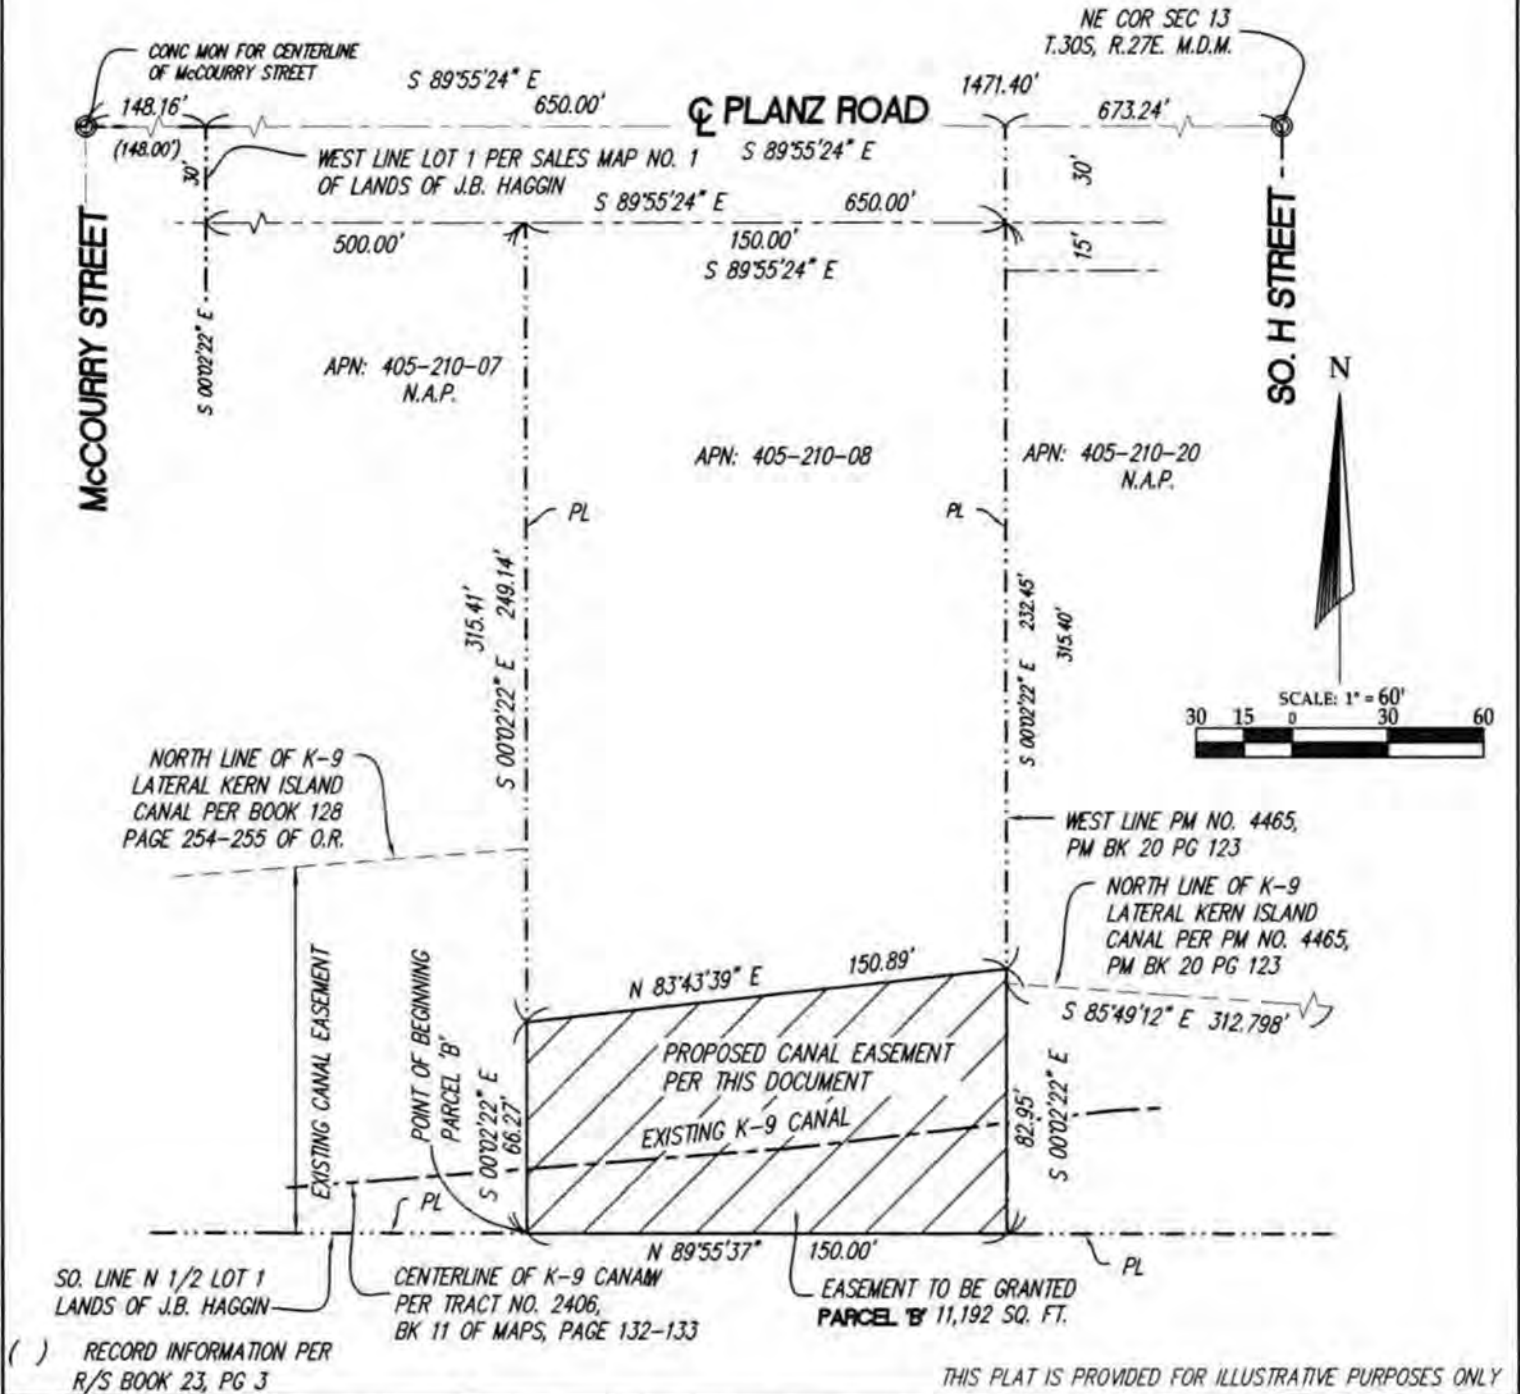 NE COR SEC 13
T.30S, R.27E. M.D.M.
CONC MON FOR CENTERLINE
OF McCOURRY STREET
S 89°55'24" E
1471.40'
148.16'
650.00'
℄ PLANZ ROAD
673.24'
(148.00')
30'
WEST LINE LOT 1 PER SALES MAP NO. 1
OF LANDS OF J.B. HAGGIN
S 89°55'24" E
30'
S 89°55'24" E
650.00'
500.00'
150.00'
15'
S 89°55'24" E
McCOURRY STREET
SO. H STREET
S 00°02'22" E
APN: 405-210-07
N.A.P.
N
APN: 405-210-08
APN: 405-210-20
N.A.P.
PL
PL
315.41'
S 00°02'22" E 249.14'
S 00°02'22" E 232.45'
315.40'
SCALE: 1" = 60'
30 15 0 30 60
NORTH LINE OF K-9
LATERAL KERN ISLAND
CANAL PER BOOK 128
PAGE 254-255 OF O.R.
WEST LINE PM NO. 4465,
PM BK 20 PG 123
NORTH LINE OF K-9
LATERAL KERN ISLAND
CANAL PER PM NO. 4465,
PM BK 20 PG 123
EXISTING CANAL EASEMENT
POINT OF BEGINNING
PARCEL 'B'
N 83°43'39" E 150.89'
S 85°49'12" E 312.798'
S 00°02'22" E
66.27'
PROPOSED CANAL EASEMENT
PER THIS DOCUMENT
EXISTING K-9 CANAL
82.95'
S 00°02'22" E
PL
N 89°55'37" 150.00'
PL
SO. LINE N 1/2 LOT 1
LANDS OF J.B. HAGGIN
CENTERLINE OF K-9 CANAL
PER TRACT NO. 2406,
BK 11 OF MAPS, PAGE 132-133
EASEMENT TO BE GRANTED
PARCEL 'B' 11,192 SQ. FT.
( ) RECORD INFORMATION PER
R/S BOOK 23, PG 3
THIS PLAT IS PROVIDED FOR ILLUSTRATIVE PURPOSES ONLY